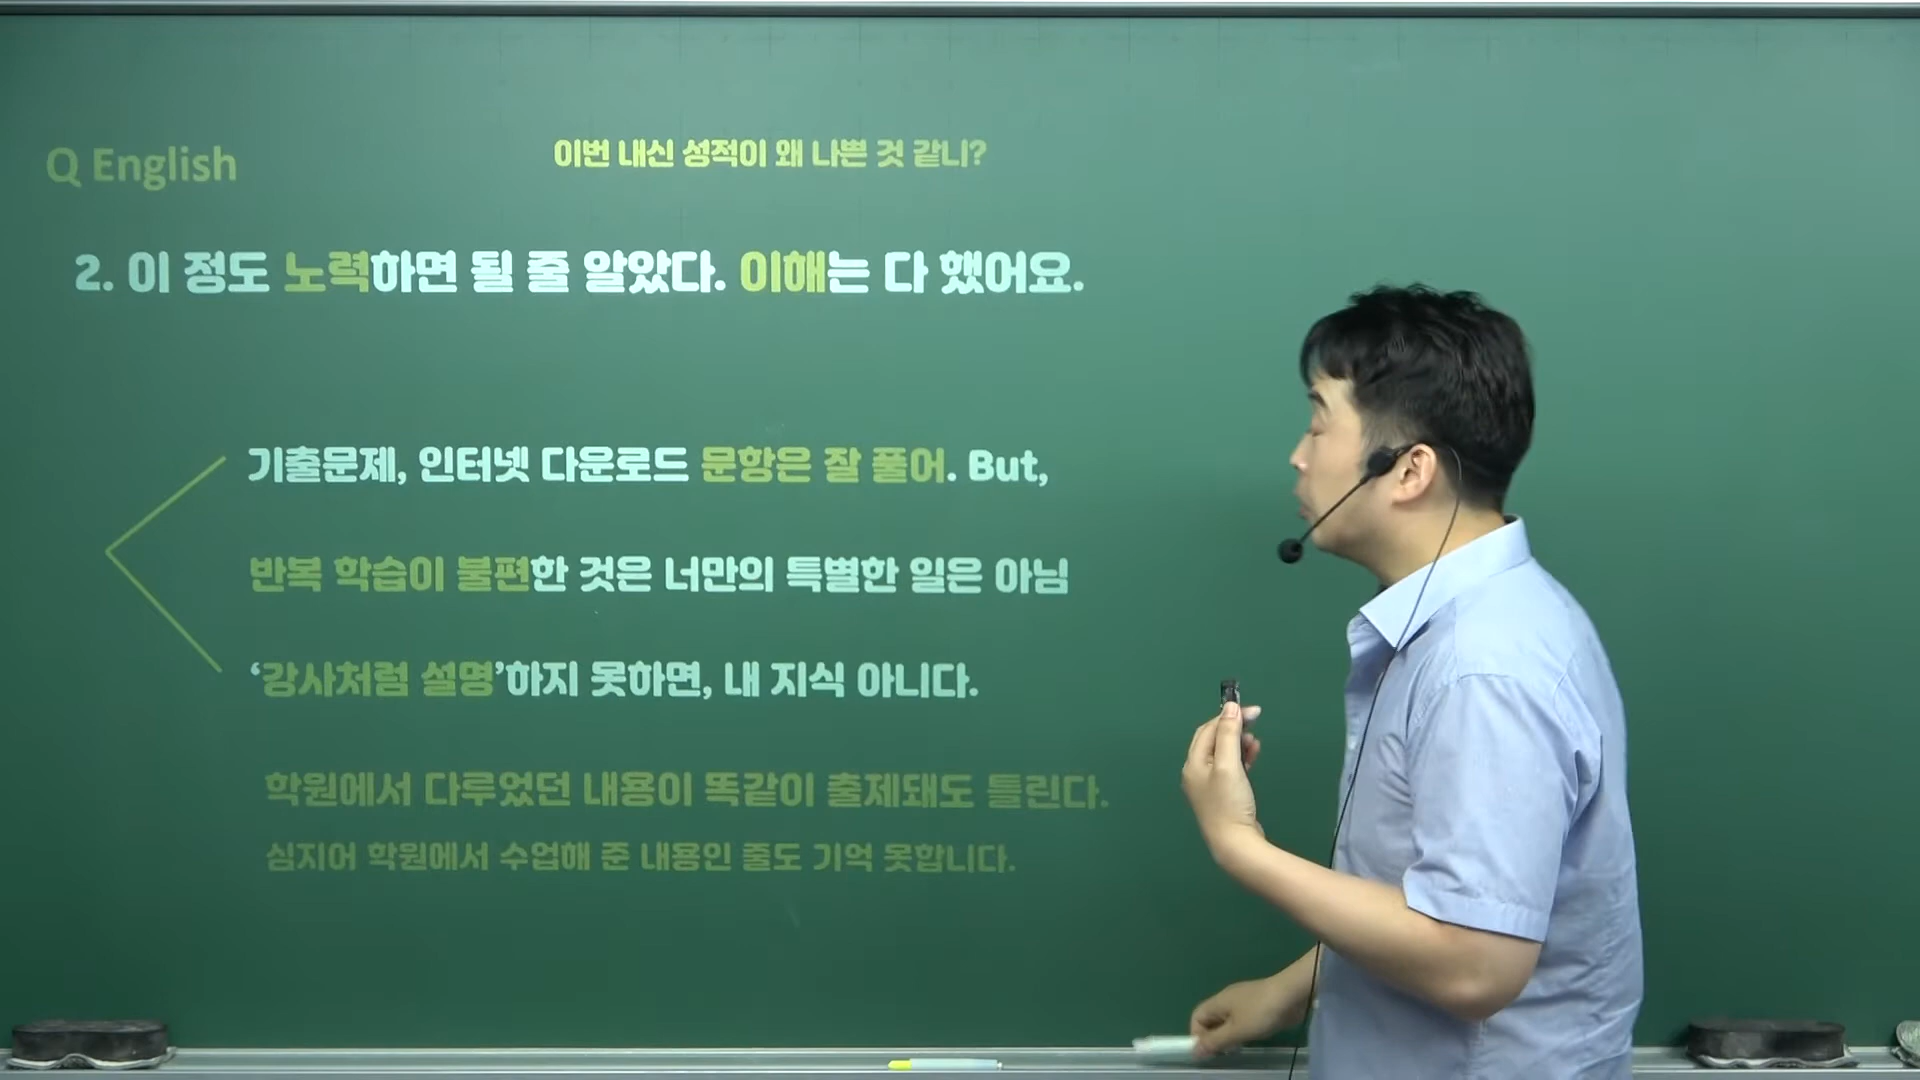 Q English
이번 내신 성적이 왜 나쁜 것 같니?
2. 이 정도 노력하면 될 줄 알았다. 이해는 다 했어요.
기출문제, 인터넷 다운로드 문항은 잘 풀어. But,
반복 학습이 불편한 것은 너만의 특별한 일은 아님
‘강사처럼 설명’하지 못하면, 내 지식 아니다.
학원에서 다루었던 내용이 똑같이 출제돼도 틀린다.
심지어 학원에서 수업해 준 내용인 줄도 기억 못합니다.